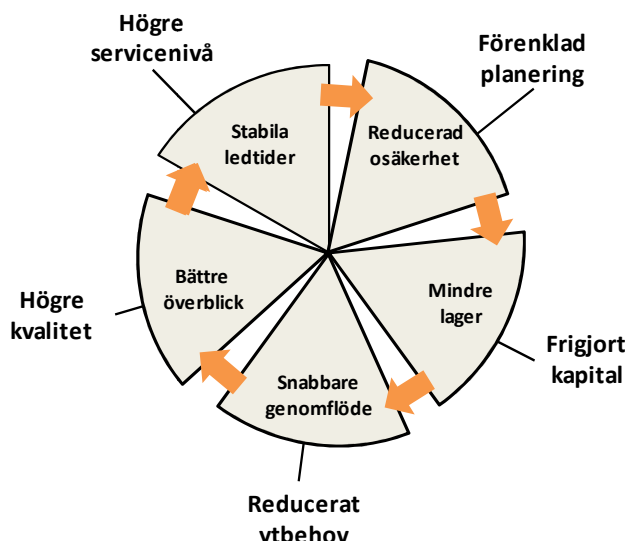 Högre
servicenivå
Förenklad
planering
Stabila
ledtider
Reducerad
osäkerhet
Bättre
överblick
Mindre
lager
Högre
kvalitet
Frigjort
kapital
Snabbare
genomflöde
Reducerat
ytbehov